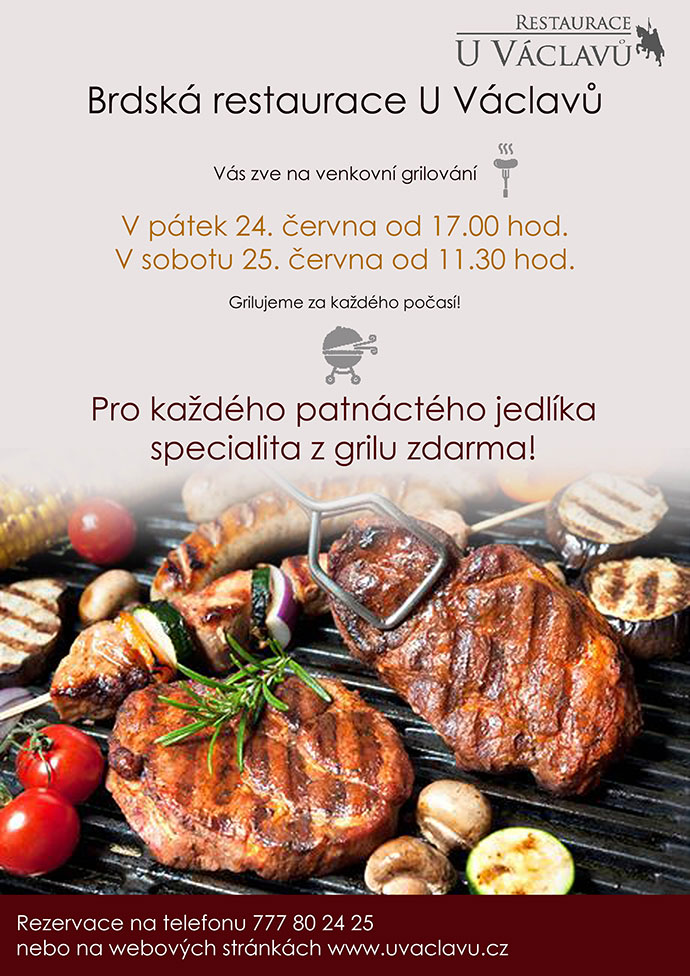 RESTAURACE
U VÁCLAVŮ
Brdská restaurace U Václavů
Vás zve na venkovní grilování
V pátek 24. června od 17.00 hod.
V sobotu 25. června od 11.30 hod.
Grilujeme za každého počasí!
Pro každého patnáctého jedlíka
specialita z grilu zdarma!
Rezervace na telefonu 777 80 24 25
nebo na webových stránkách www.uvaclavu.cz